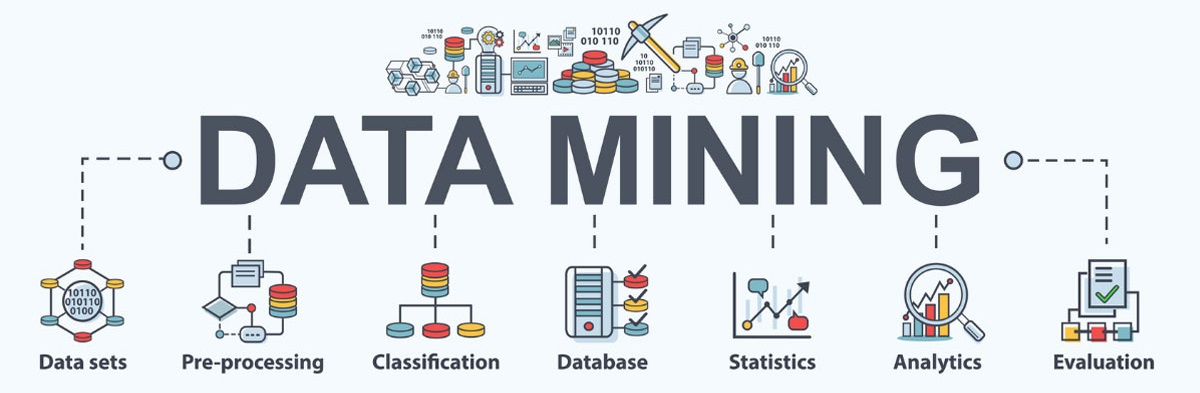 10110
010 110
10110
010 110
10
10110
010110
10110
010 110
DATA MINING
10110
010110
0100
Data sets
Pre-processing
Classification
Database
Statistics
Analytics
Evaluation